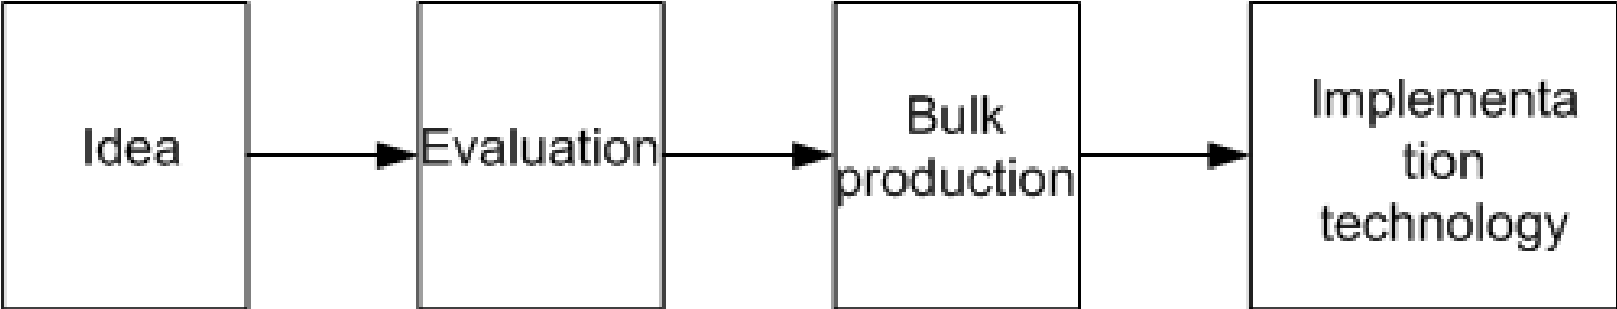 Idea
Evaluation
Bulk
production
Implementa
tion
technology